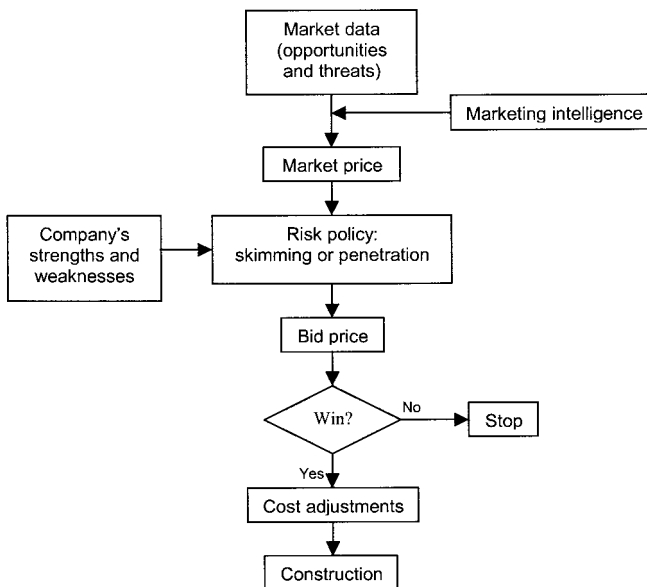 Market data
(opportunities
and threats)
Marketing intelligence
Market price
Company's
strengths and
weaknesses
Risk policy:
skimming or penetration
Bid price
Win?
No
Stop
Yes
Cost adjustments
Construction